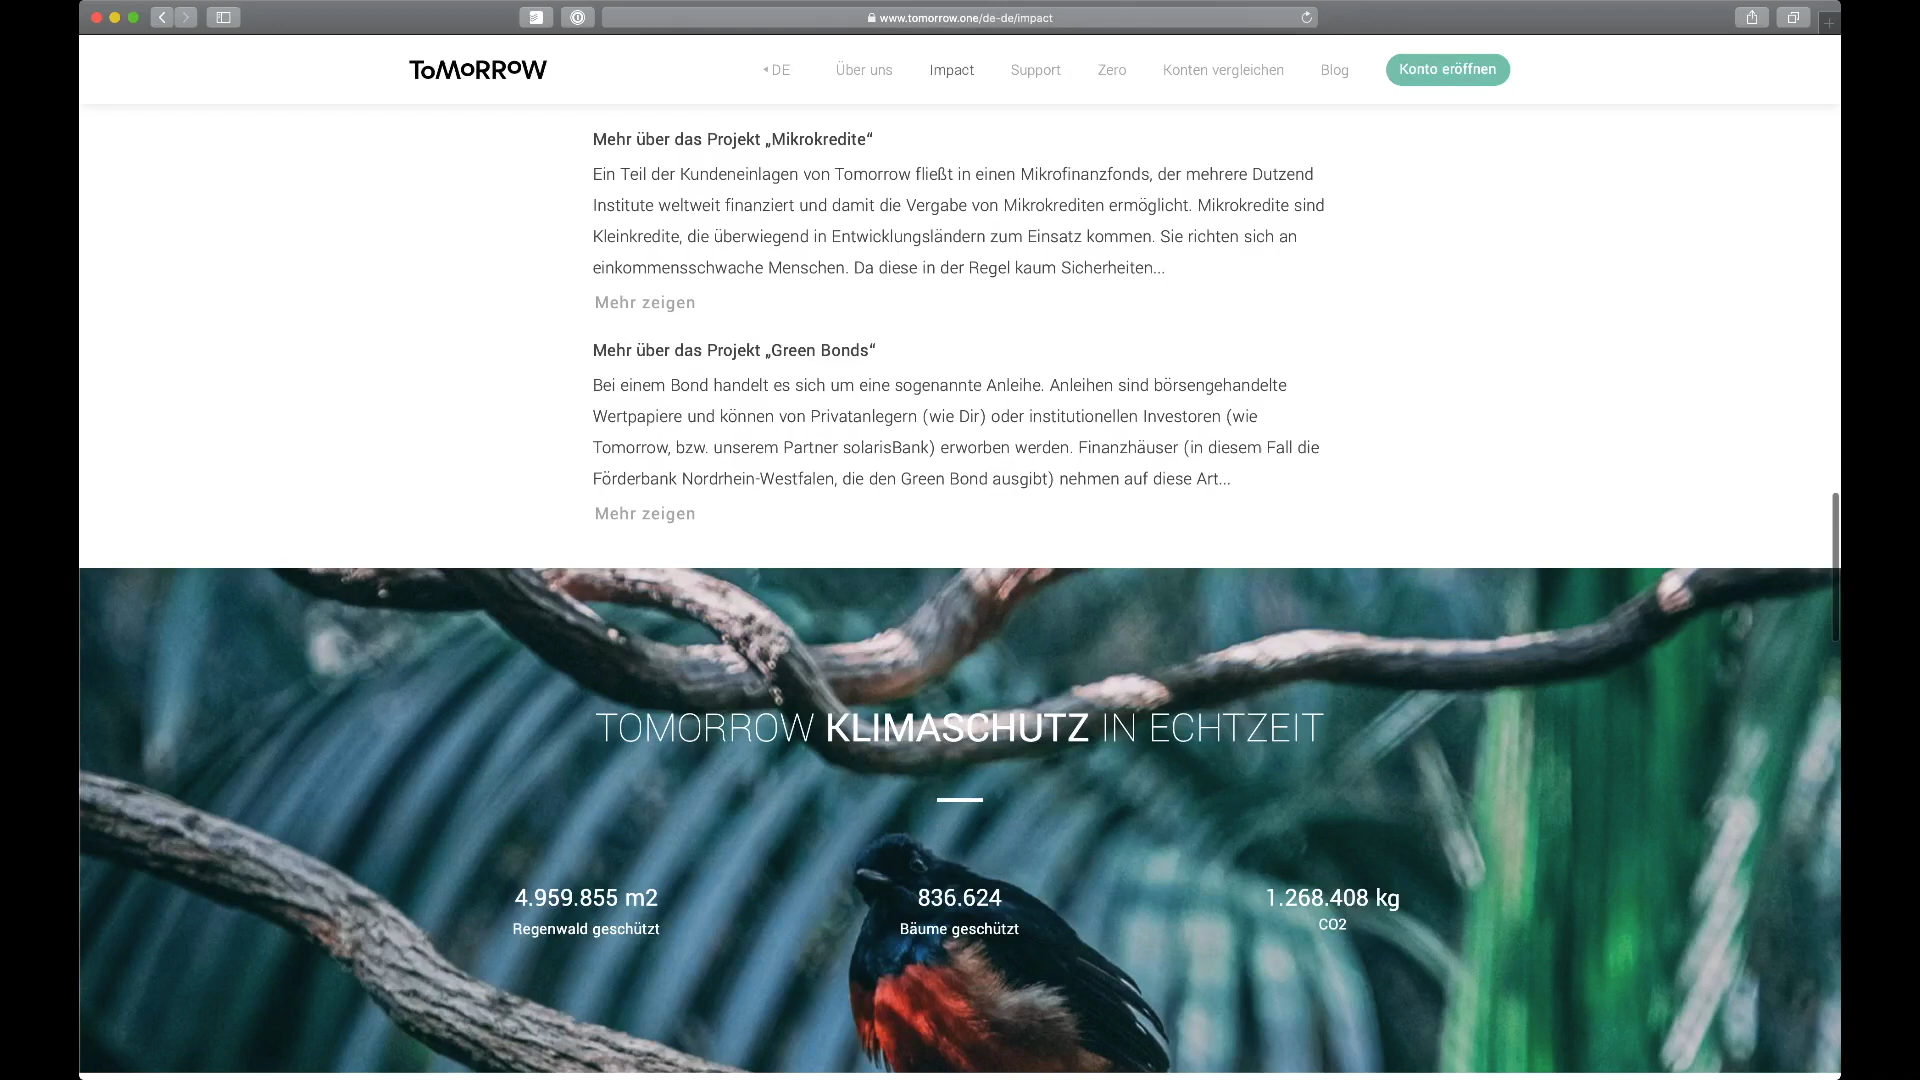 www.tomorrow.one/de-de/impact
ToMoRRoW
DE Über uns Impact Support Zero Konten vergleichen Blog Konto eröffnen
Mehr über das Projekt „Mikrokredite“
Ein Teil der Kundeneinlagen von Tomorrow fließt in einen Mikrofinanzfonds, der mehrere Dutzend
Institute weltweit finanziert und damit die Vergabe von Mikrokrediten ermöglicht. Mikrokredite sind
Kleinkredite, die überwiegend in Entwicklungsländern zum Einsatz kommen. Sie richten sich an
einkommensschwache Menschen. Da diese in der Regel kaum Sicherheiten...
Mehr zeigen
Mehr über das Projekt „Green Bonds“
Bei einem Bond handelt es sich um eine sogenannte Anleihe. Anleihen sind börsengehandelte
Wertpapiere und können von Privatanlegern (wie Dir) oder institutionellen Investoren (wie
Tomorrow, bzw. unserem Partner solarisBank) erworben werden. Finanzhäuser (in diesem Fall die
Förderbank Nordrhein-Westfalen, die den Green Bond ausgibt) nehmen auf diese Art...
Mehr zeigen
TOMORROW KLIMASCHUTZ IN ECHTZEIT
4.959.855 m2
Regenwald geschützt
836.624
Bäume geschützt
1.268.408 kg
CO2